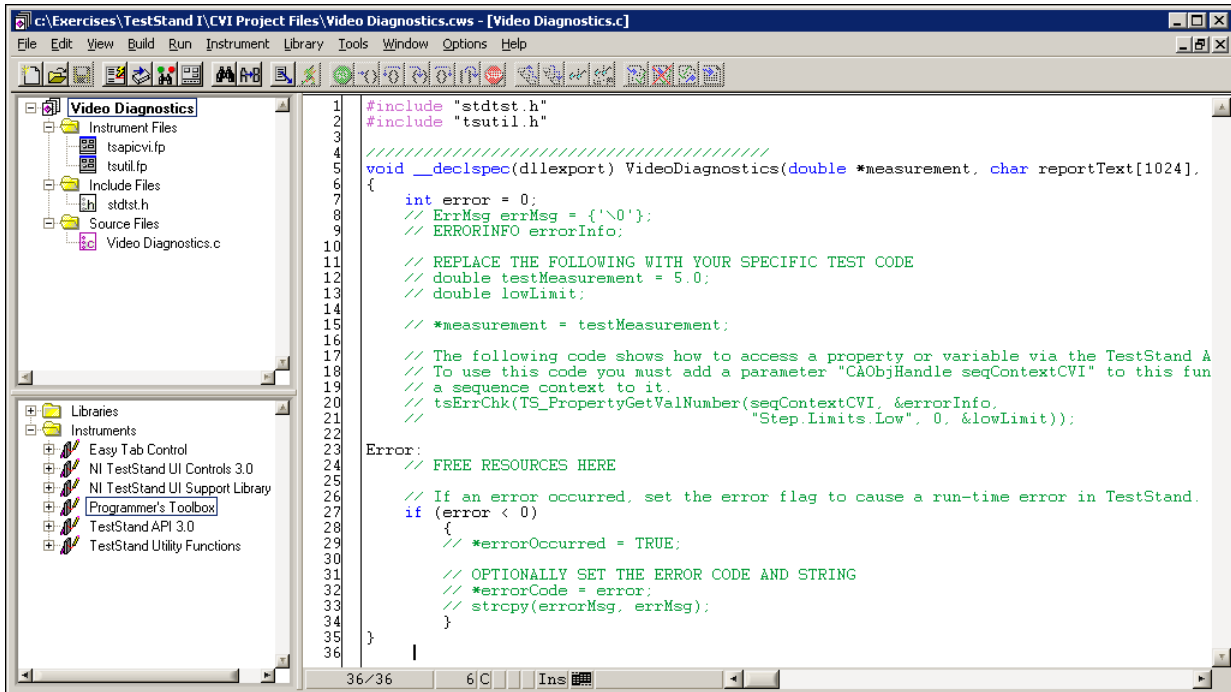 c:\Exercises\TestStand I\CVI Project Files\Video Diagnostics.cws - [Video Diagnostics.c]
File Edit View Build Run Instrument Library Tools Window Options Help
Video Diagnostics
Instrument Files
tsapicvi.fp
tsutil.fp
Include Files
stdtst.h
Source Files
Video Diagnostics.c
Libraries
Instruments
Easy Tab Control
NI TestStand UI Controls 3.0
NI TestStand UI Support Library
Programmer's Toolbox
TestStand API 3.0
TestStand Utility Functions
1 #include "stdtst.h"
2 #include "tsutil.h"
3
4 //////////////////////////////////////////
5 void __declspec(dllexport) VideoDiagnostics(double *measurement, char reportText[1024],
6 {
7 int error = 0;
8 // ErrMsg errMsg = {'\0'};
9 // ERRORINFO errorInfo;
10
11 // REPLACE THE FOLLOWING WITH YOUR SPECIFIC TEST CODE
12 // double testMeasurement = 5.0;
13 // double lowLimit;
14
15 // *measurement = testMeasurement;
16
17 // The following code shows how to access a property or variable via the TestStand A
18 // To use this code you must add a parameter "CAObjHandle seqContextCVI" to this fun
19 // a sequence context to it.
20 // tsErrChk(TS_PropertyGetValNumber(seqContextCVI, &errorInfo,
21 // "Step.Limits.Low", 0, &lowLimit));
22
23 Error:
24 // FREE RESOURCES HERE
25
26 // If an error occurred, set the error flag to cause a run-time error in TestStand.
27 if (error < 0)
28 {
29 // *errorOccurred = TRUE;
30
31 // OPTIONALLY SET THE ERROR CODE AND STRING
32 // *errorCode = error;
33 // strcpy(errorMsg, errMsg);
34 }
35 }
36
36/36 6 C Ins